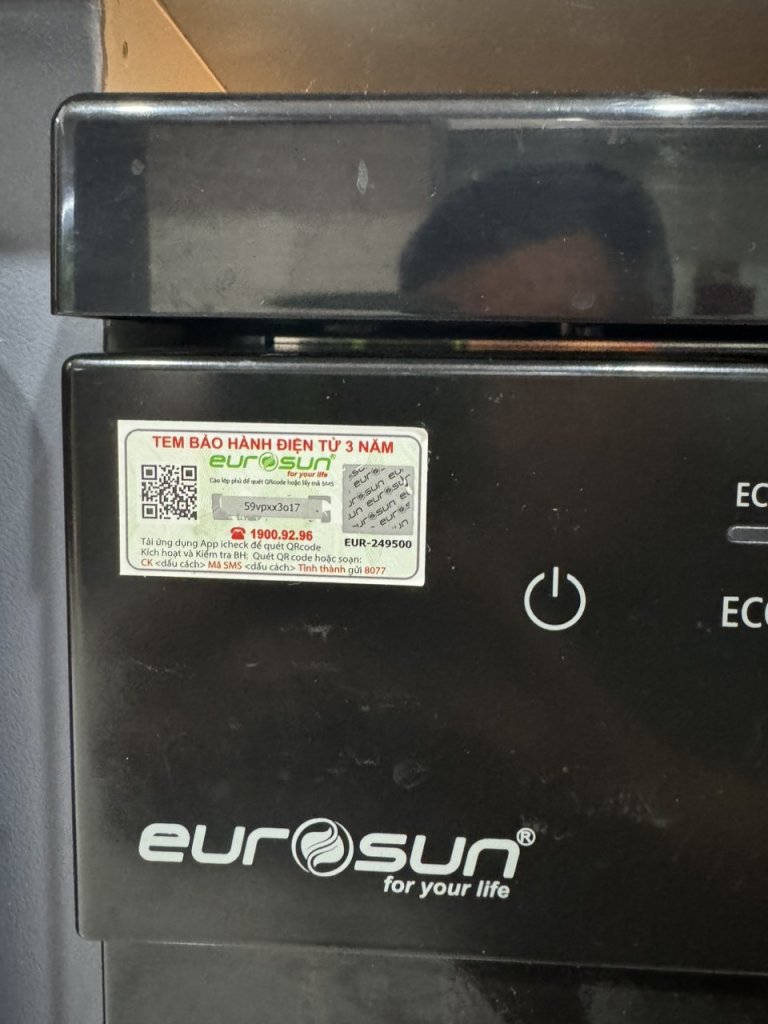 TEM BẢO HÀNH ĐIỆN TỬ 3 NĂM
eurosun®
for your life
Cào lớp phủ để quét QRcode hoặc lấy mã SMS
59vpxx3o17
1900.92.96
EUR-249500
Tải ứng dụng App icheck để quét QRcode
Kích hoạt và Kiểm tra BH: Quét QR code hoặc soạn:
CK <dấu cách> Mã SMS <dấu cách> Tỉnh thành gửi 8077
EC
ECO
eurosun®
for your life